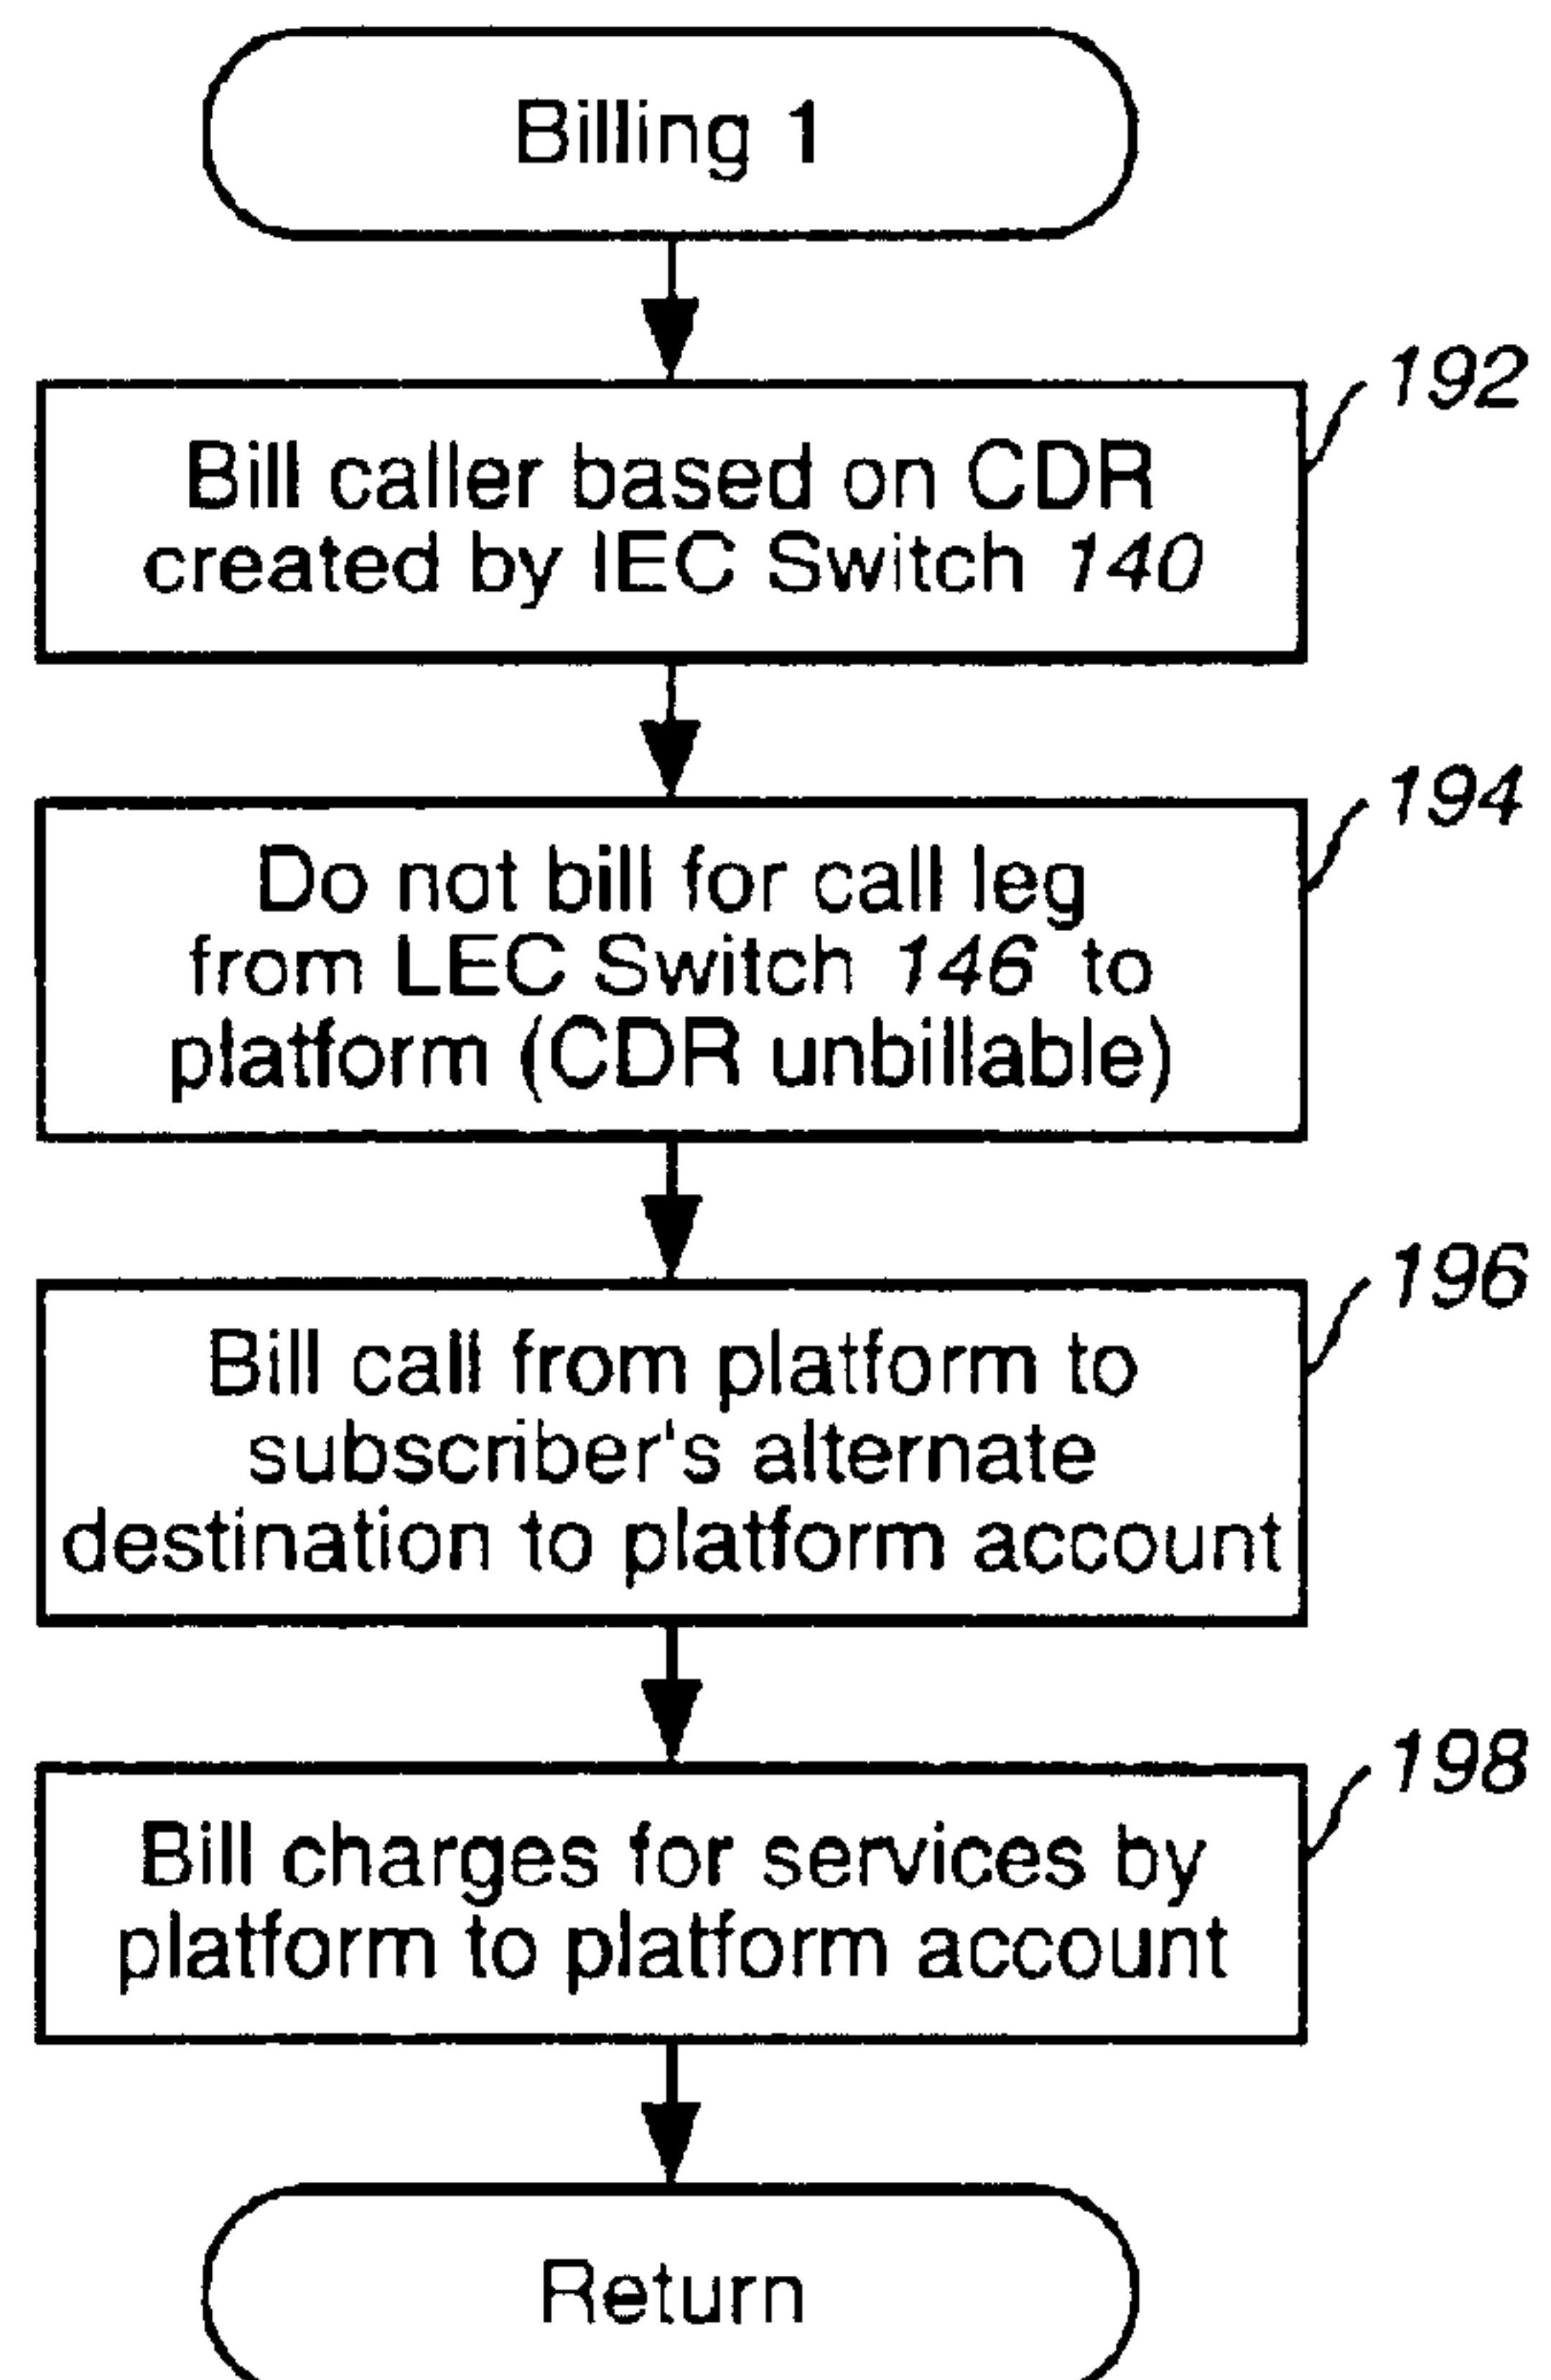 Billing 1
192
Bill caller based on CDR
created by IEC Switch 140
194
Do not bill for call leg
from LEC Switch 146 to
platform (CDR unbillable)
196
Bill call from platform to
subscriber's alternate
destination to platform account
198
Bill charges for services by
platform to platform account
Return